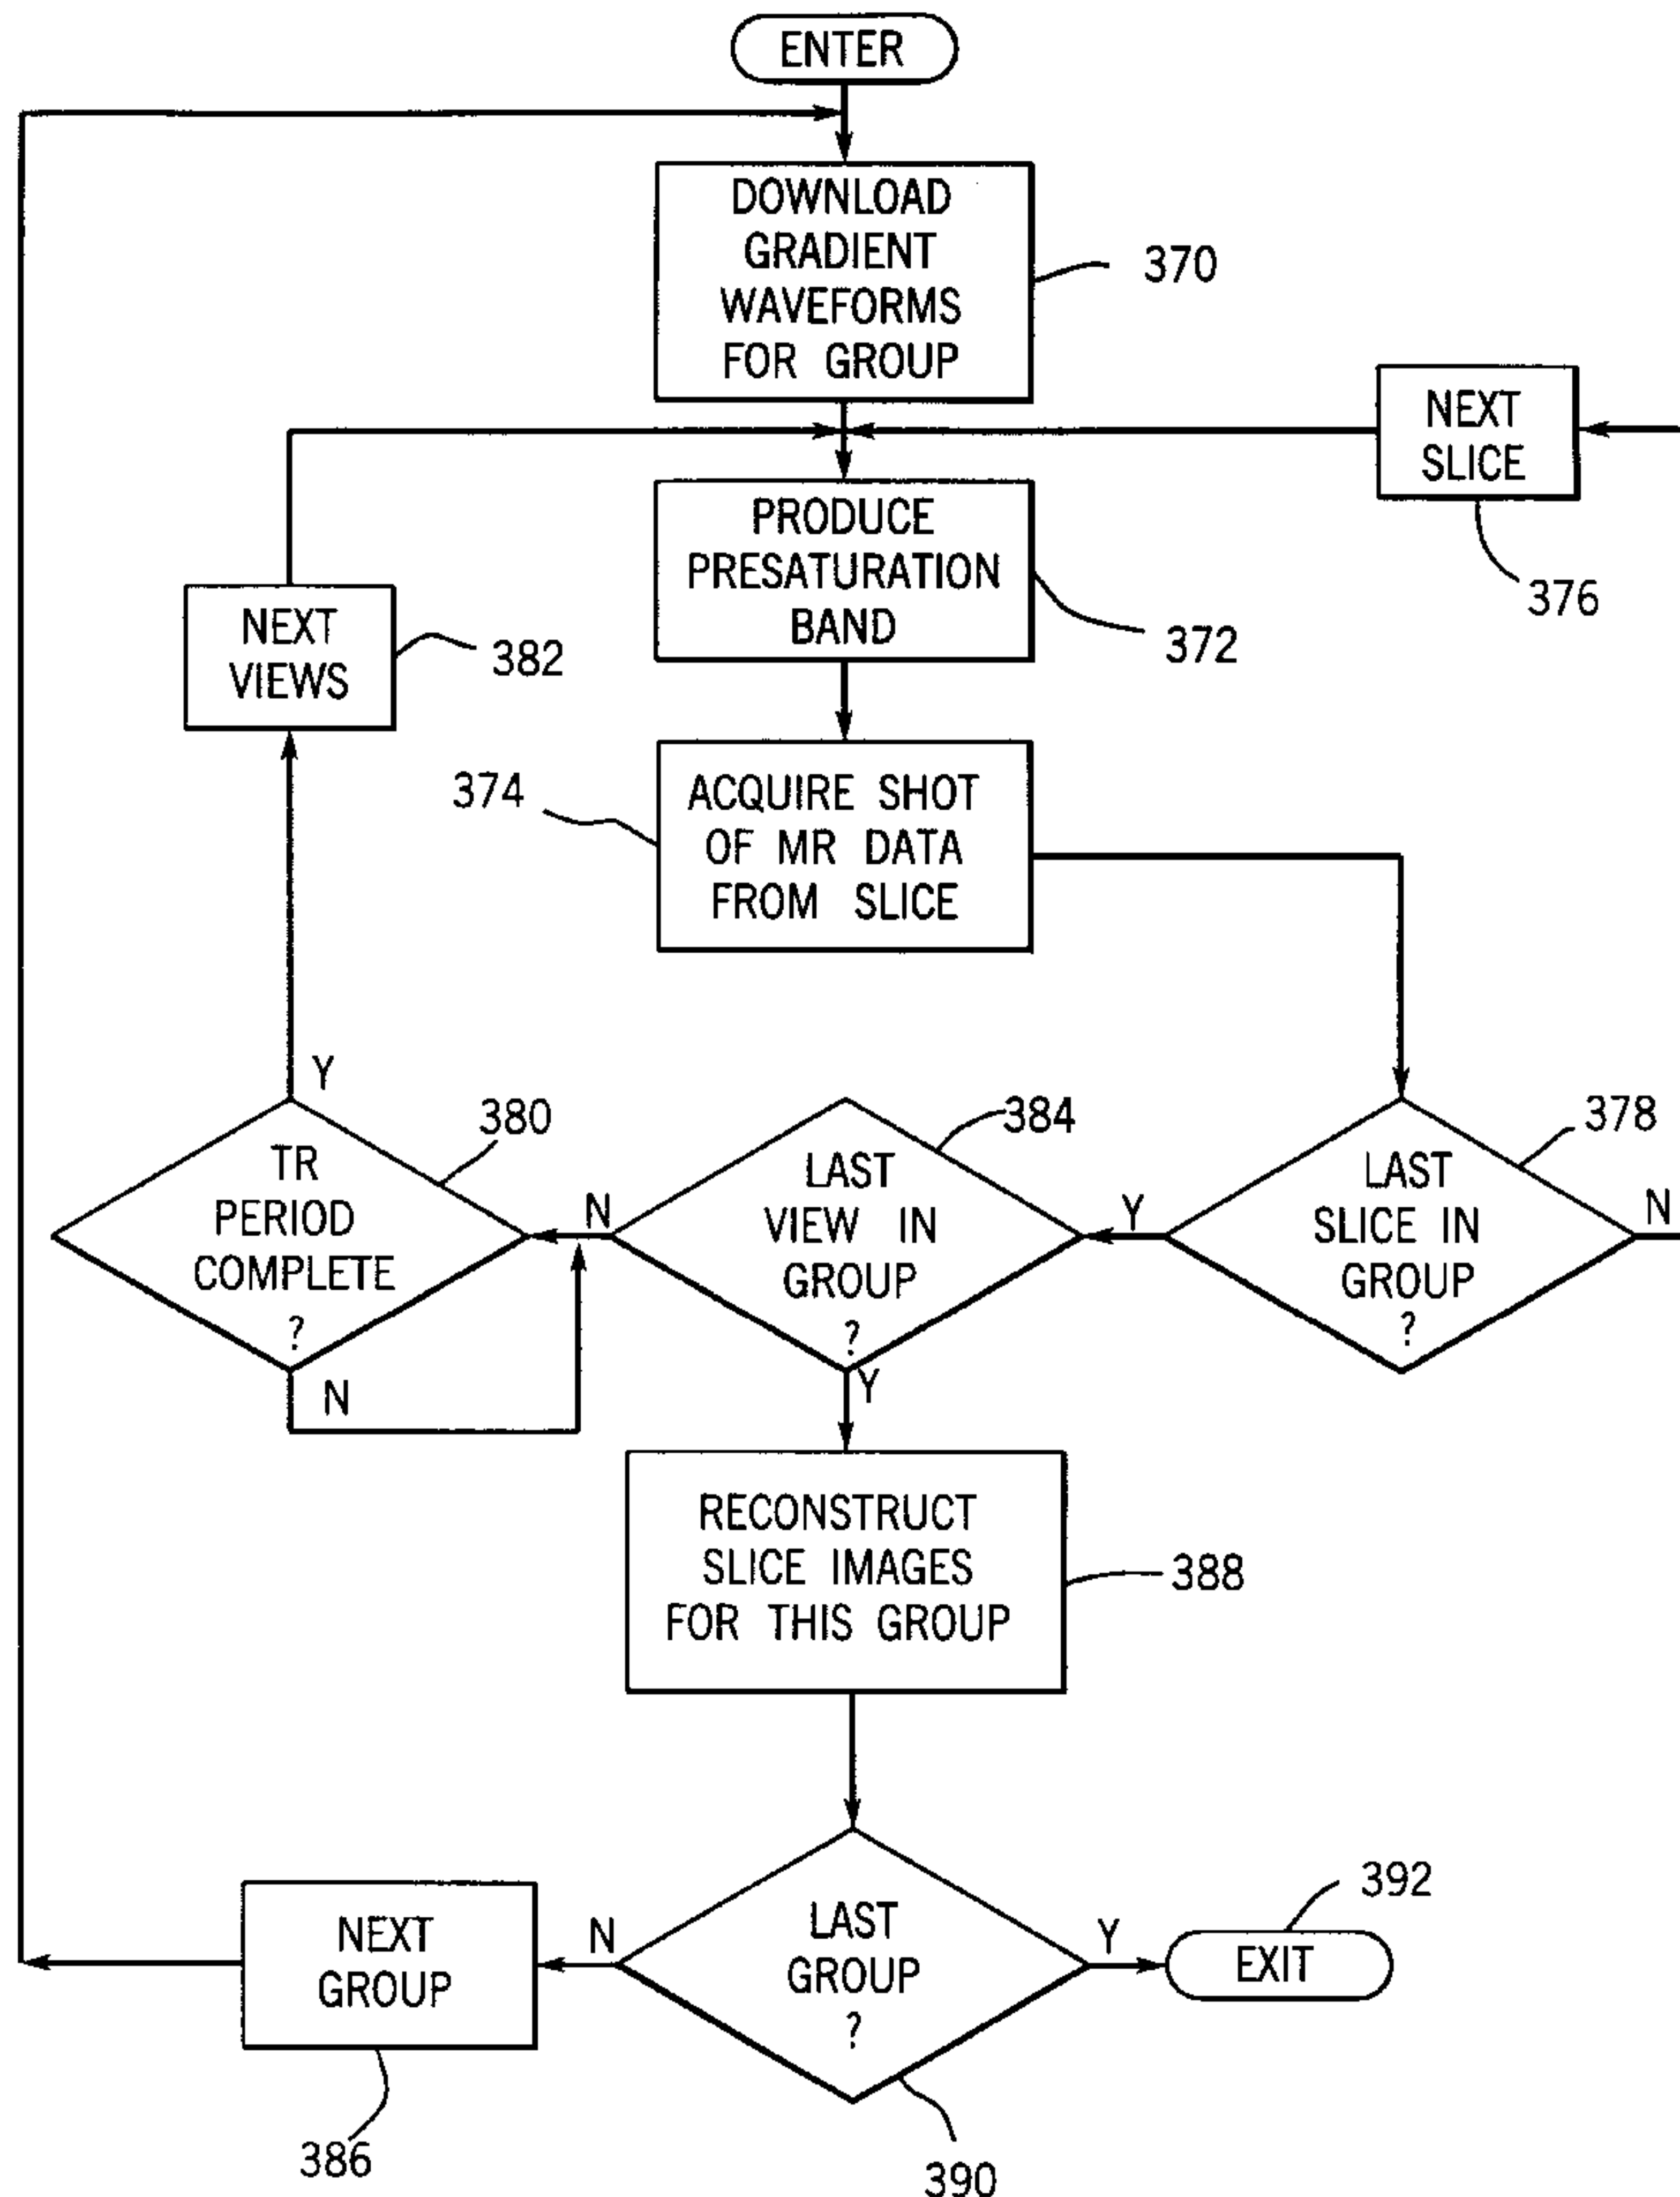 ENTER
DOWNLOAD
GRADIENT
WAVEFORMS
FOR GROUP
370
NEXT
SLICE
376
PRODUCE
PRESATURATION
BAND
372
NEXT
VIEWS
382
374
ACQUIRE SHOT
OF MR DATA
FROM SLICE
Y
380
TR
PERIOD
COMPLETE
?
N
N
384
LAST
VIEW IN
GROUP
?
Y
Y
378
LAST
SLICE IN
GROUP
?
N
RECONSTRUCT
SLICE IMAGES
FOR THIS GROUP
388
NEXT
GROUP
386
N
LAST
GROUP
?
390
Y
392
EXIT